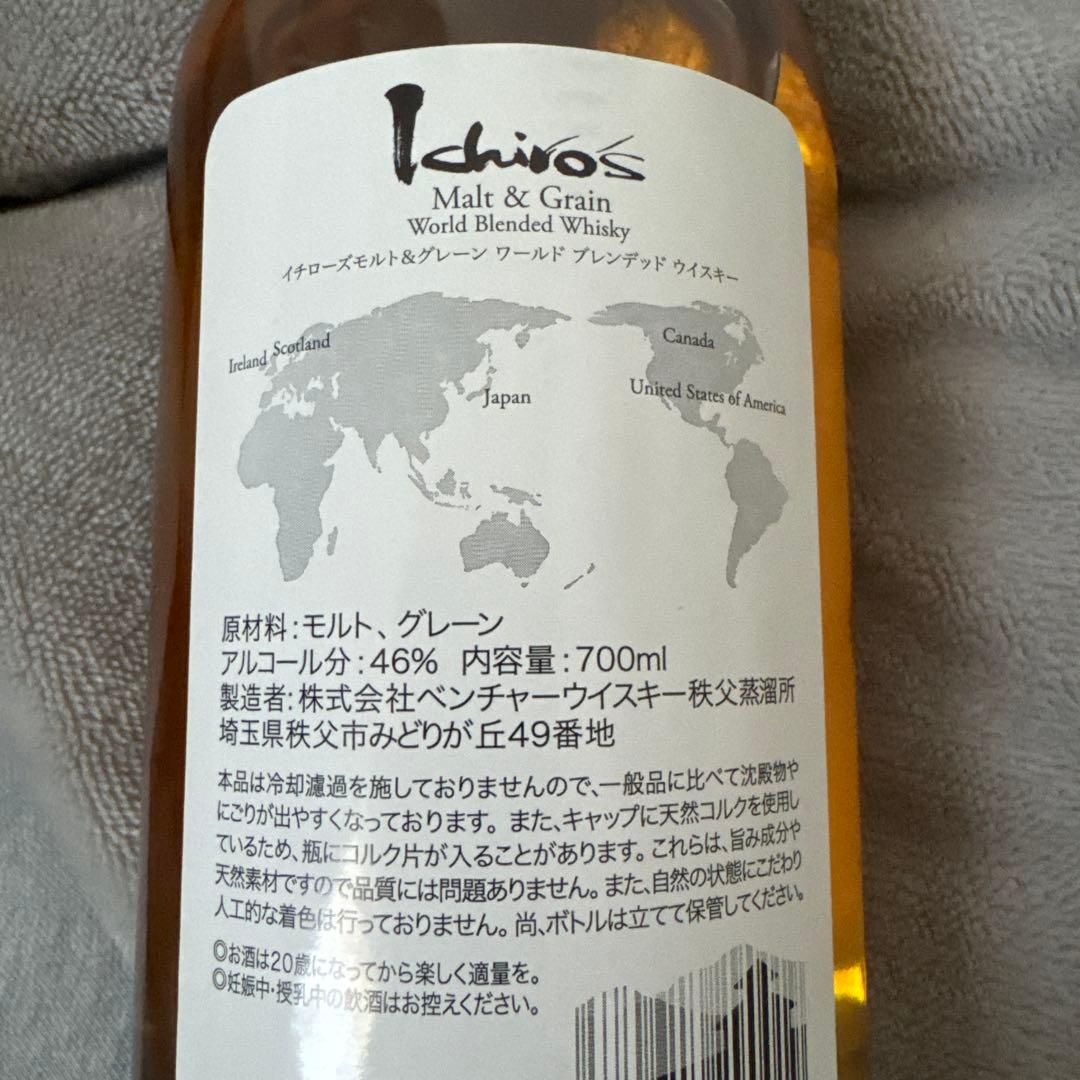 Ichiro's
Malt & Grain
World Blended Whisky
イチローズモルト&グレーン ワールド ブレンデッド ウイスキー
Ireland Scotland
Canada
Japan
United States of America
原材料:モルト、グレーン
アルコール分:46% 内容量:700ml
製造者:株式会社ベンチャーウイスキー秩父蒸溜所
埼玉県秩父市みどりが丘49番地
本品は冷却濾過を施しておりませんので、一般品に比べて沈殿物や
にごりが出やすくなっております。また、キャップに天然コルクを使用し
ているため、瓶にコルク片が入ることがあります。これらは、旨み成分や
天然素材ですので品質には問題ありません。また、自然の状態にこだわり
人工的な着色は行っておりません。尚、ボトルは立てて保管してください。
◎お酒は20歳になってから楽しく適量を。
◎妊娠中・授乳中の飲酒はお控えください。